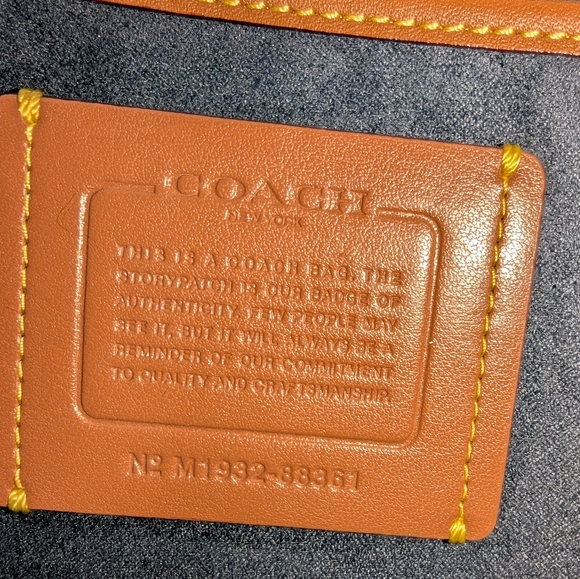 COACH
NEW YORK
THIS IS A COACH BAG. THE
STORYPATCH IS OUR BADGE OF
AUTHENTICITY. FEW PEOPLE MAY
SEE IT, BUT IT WILL ALWAYS BE A
REMINDER OF OUR COMMITMENT
TO QUALITY AND CRAFTSMANSHIP.
Nº M1932-38351